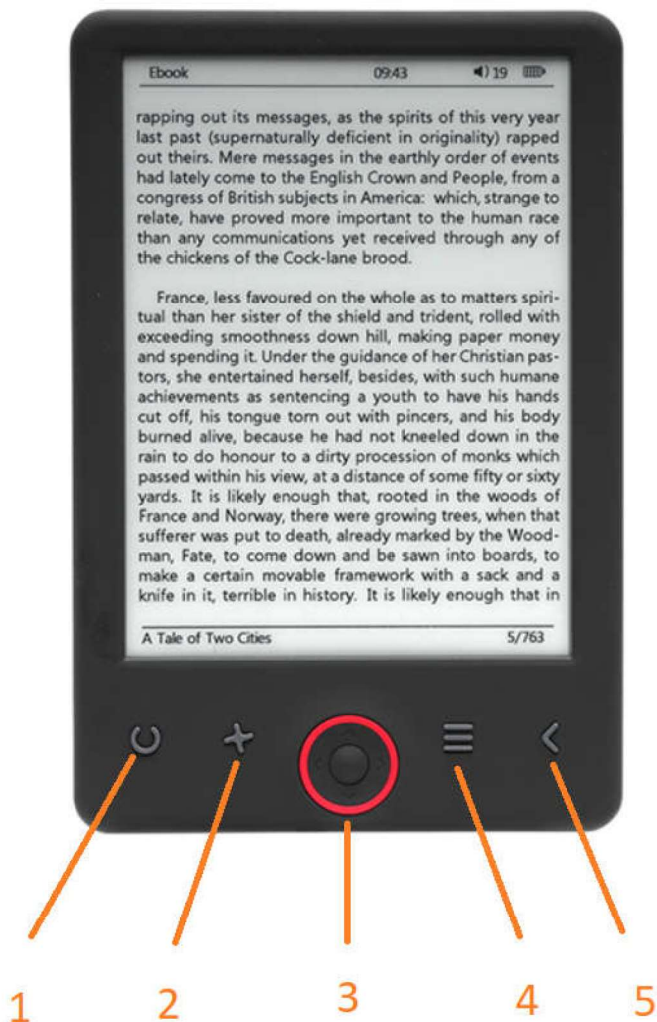 Ebook 09:43 19
rapping out its messages, as the spirits of this very year
last past (supernaturally deficient in originality) rapped
out theirs. Mere messages in the earthly order of events
had lately come to the English Crown and People, from a
congress of British subjects in America: which, strange to
relate, have proved more important to the human race
than any communications yet received through any of
the chickens of the Cock-lane brood.
France, less favoured on the whole as to matters spiri-
tual than her sister of the shield and trident, rolled with
exceeding smoothness down hill, making paper money
and spending it. Under the guidance of her Christian pas-
tors, she entertained herself, besides, with such humane
achievements as sentencing a youth to have his hands
cut off, his tongue torn out with pincers, and his body
burned alive, because he had not kneeled down in the
rain to do honour to a dirty procession of monks which
passed within his view, at a distance of some fifty or sixty
yards. It is likely enough that, rooted in the woods of
France and Norway, there were growing trees, when that
sufferer was put to death, already marked by the Wood-
man, Fate, to come down and be sawn into boards, to
make a certain movable framework with a sack and a
knife in it, terrible in history. It is likely enough that in
A Tale of Two Cities 5/763
1 2 3 4 5